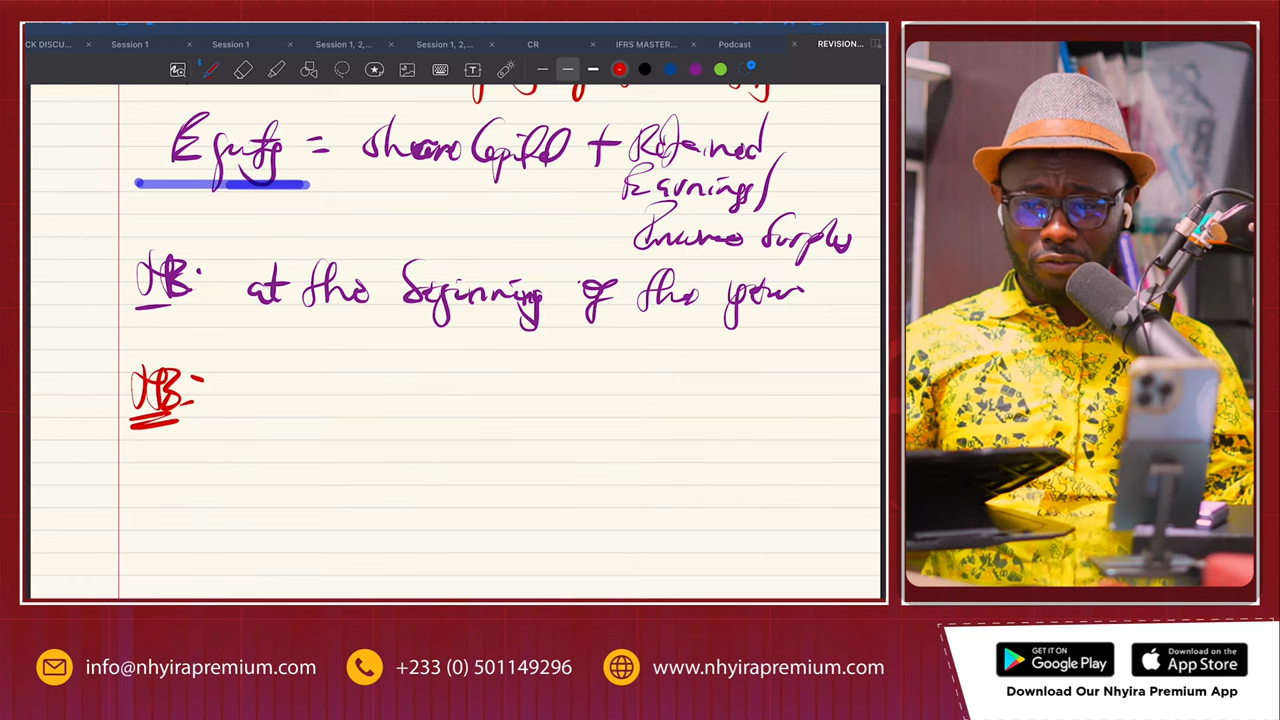 CK DISCU... Session 1 Session 1 Session 1, 2,... Session 1, 2,... CR IFRS MASTER... Podcast REVISION...
Equity = Share Capital + Retained
Earnings/
Income Surplus
NB: at the beginning of the year
NB:
info@nhyirapremium.com +233 (0) 501149296 www.nhyirapremium.com
GET IT ON Google Play
Download on the App Store
Download Our Nhyira Premium App